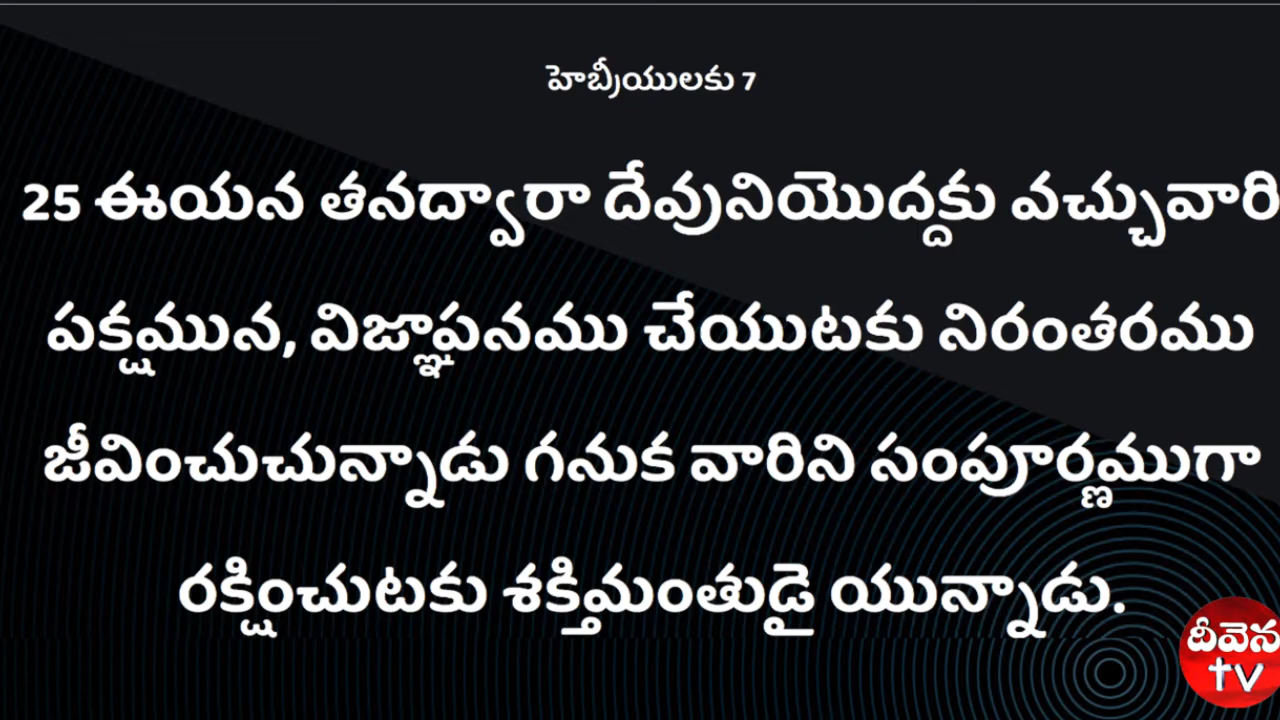 హెబ్రీయులకు 7
25 ఈయన తనద్వారా దేవునియొద్దకు వచ్చువారి
పక్షమున, విజ్ఞాపనము చేయుటకు నిరంతరము
జీవించుచున్నాడు గనుక వారిని సంపూర్ణముగా
రక్షించుటకు శక్తిమంతుడై యున్నాడు.
దీవెన
tv